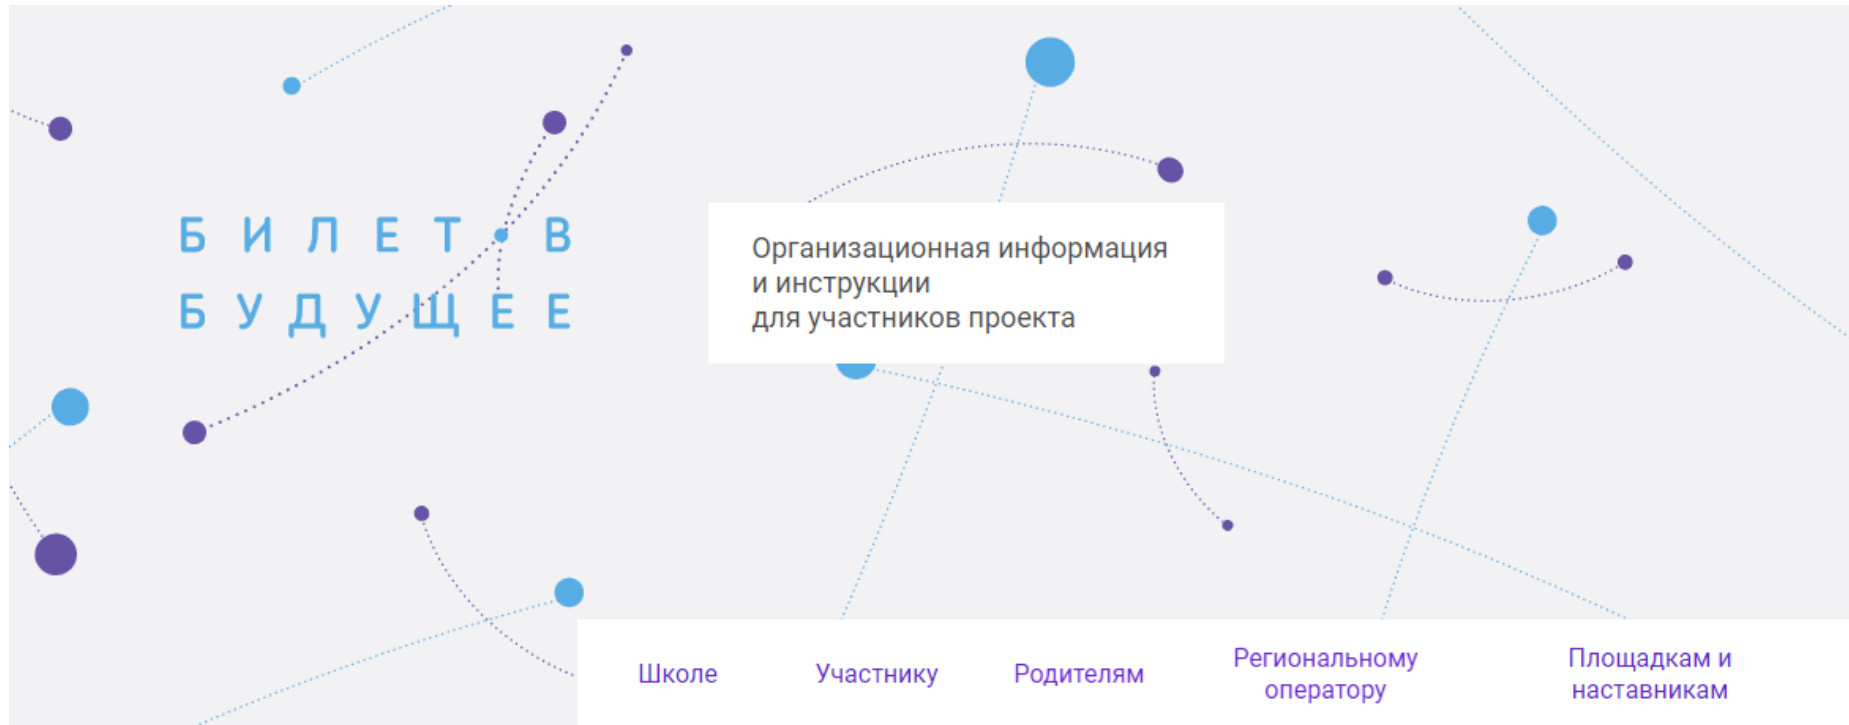 БИЛЕТ В
БУДУЩЕЕ
Организационная информация
и инструкции
для участников проекта
Школе
Участнику
Родителям
Региональному
оператору
Площадкам и
наставникам